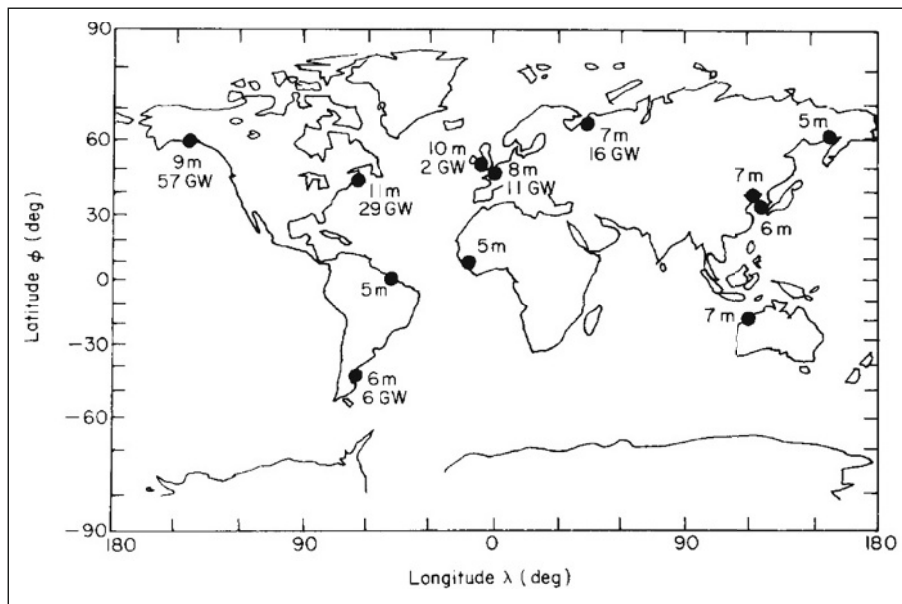 90
60
30
0
−30
−60
−90
Latitude φ (deg)
180
90
0
90
180
Longitude λ (deg)
9 m
57 GW
11 m
29 GW
10 m
2 GW
8 m
11 GW
7 m
16 GW
5 m
7 m
6 m
5 m
5 m
7 m
6 m
6 GW